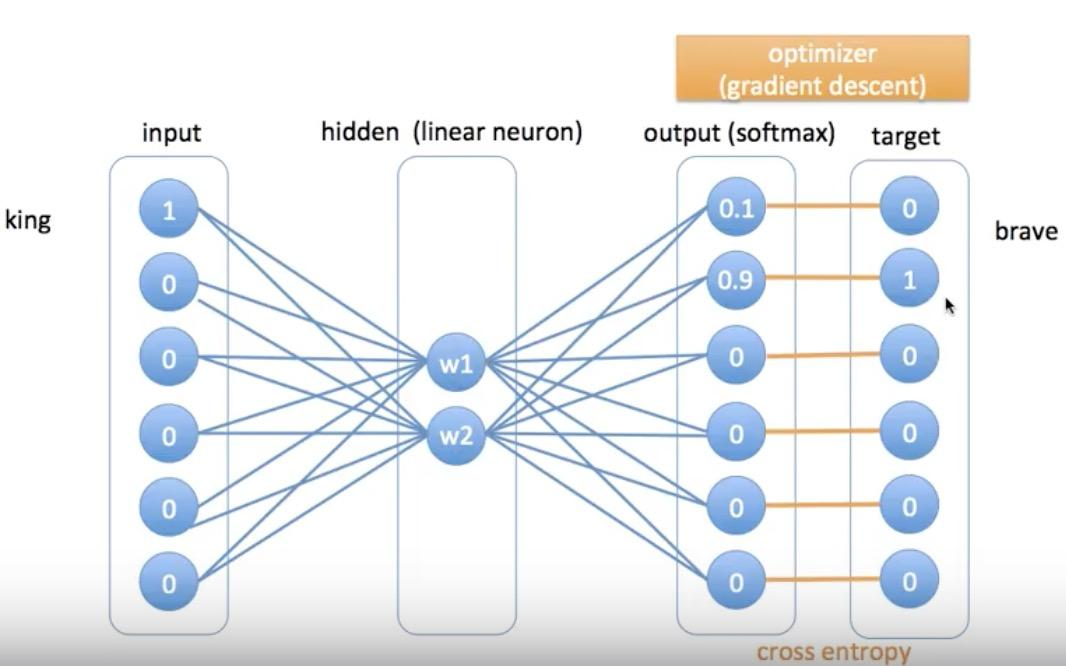 optimizer
(gradient descent)
input
hidden (linear neuron)
output (softmax)
target
king
brave
1
0.1
0
0
0.9
1
0
w1
0
0
0
w2
0
0
0
0
0
0
0
0
cross entropy